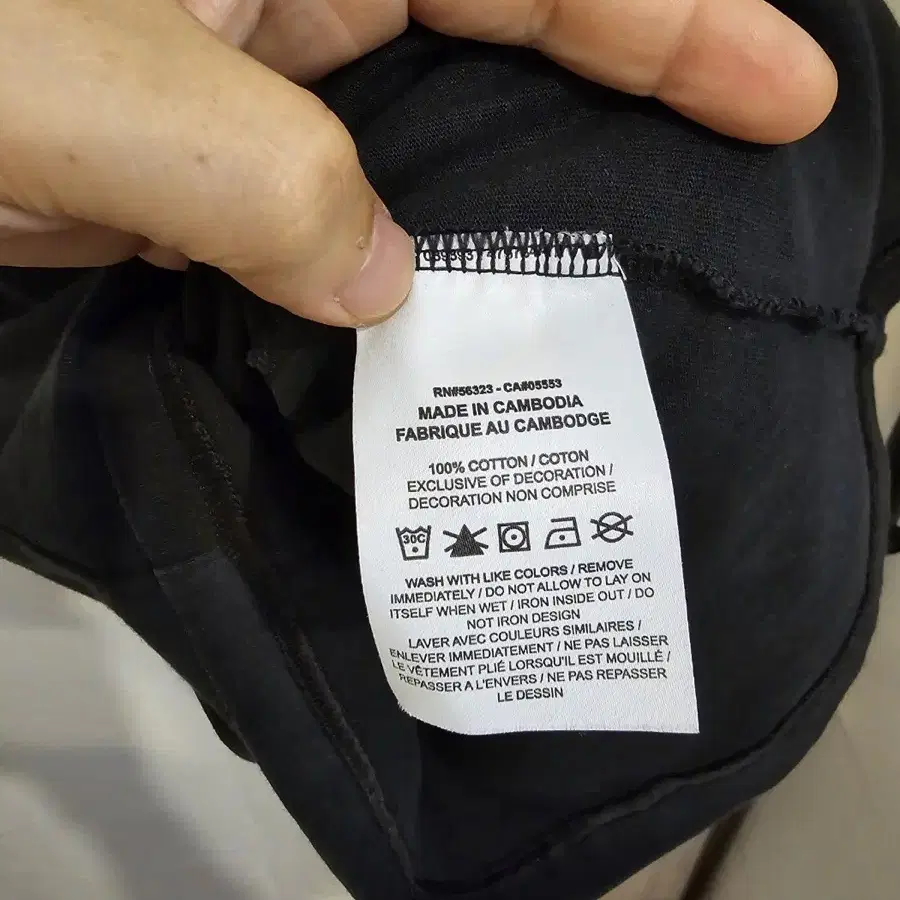 RN#56323 - CA#05553
MADE IN CAMBODIA
FABRIQUE AU CAMBODGE
100% COTTON / COTON
EXCLUSIVE OF DECORATION /
DECORATION NON COMPRISE
30C
WASH WITH LIKE COLORS / REMOVE
IMMEDIATELY / DO NOT ALLOW TO LAY ON
ITSELF WHEN WET / IRON INSIDE OUT / DO
NOT IRON DESIGN
LAVER AVEC COULEURS SIMILAIRES /
ENLEVER IMMEDIATEMENT / NE PAS LAISSER
LE VÊTEMENT PLIÉ LORSQU'IL EST MOUILLÉ /
REPASSER A L'ENVERS / NE PAS REPASSER
LE DESSIN